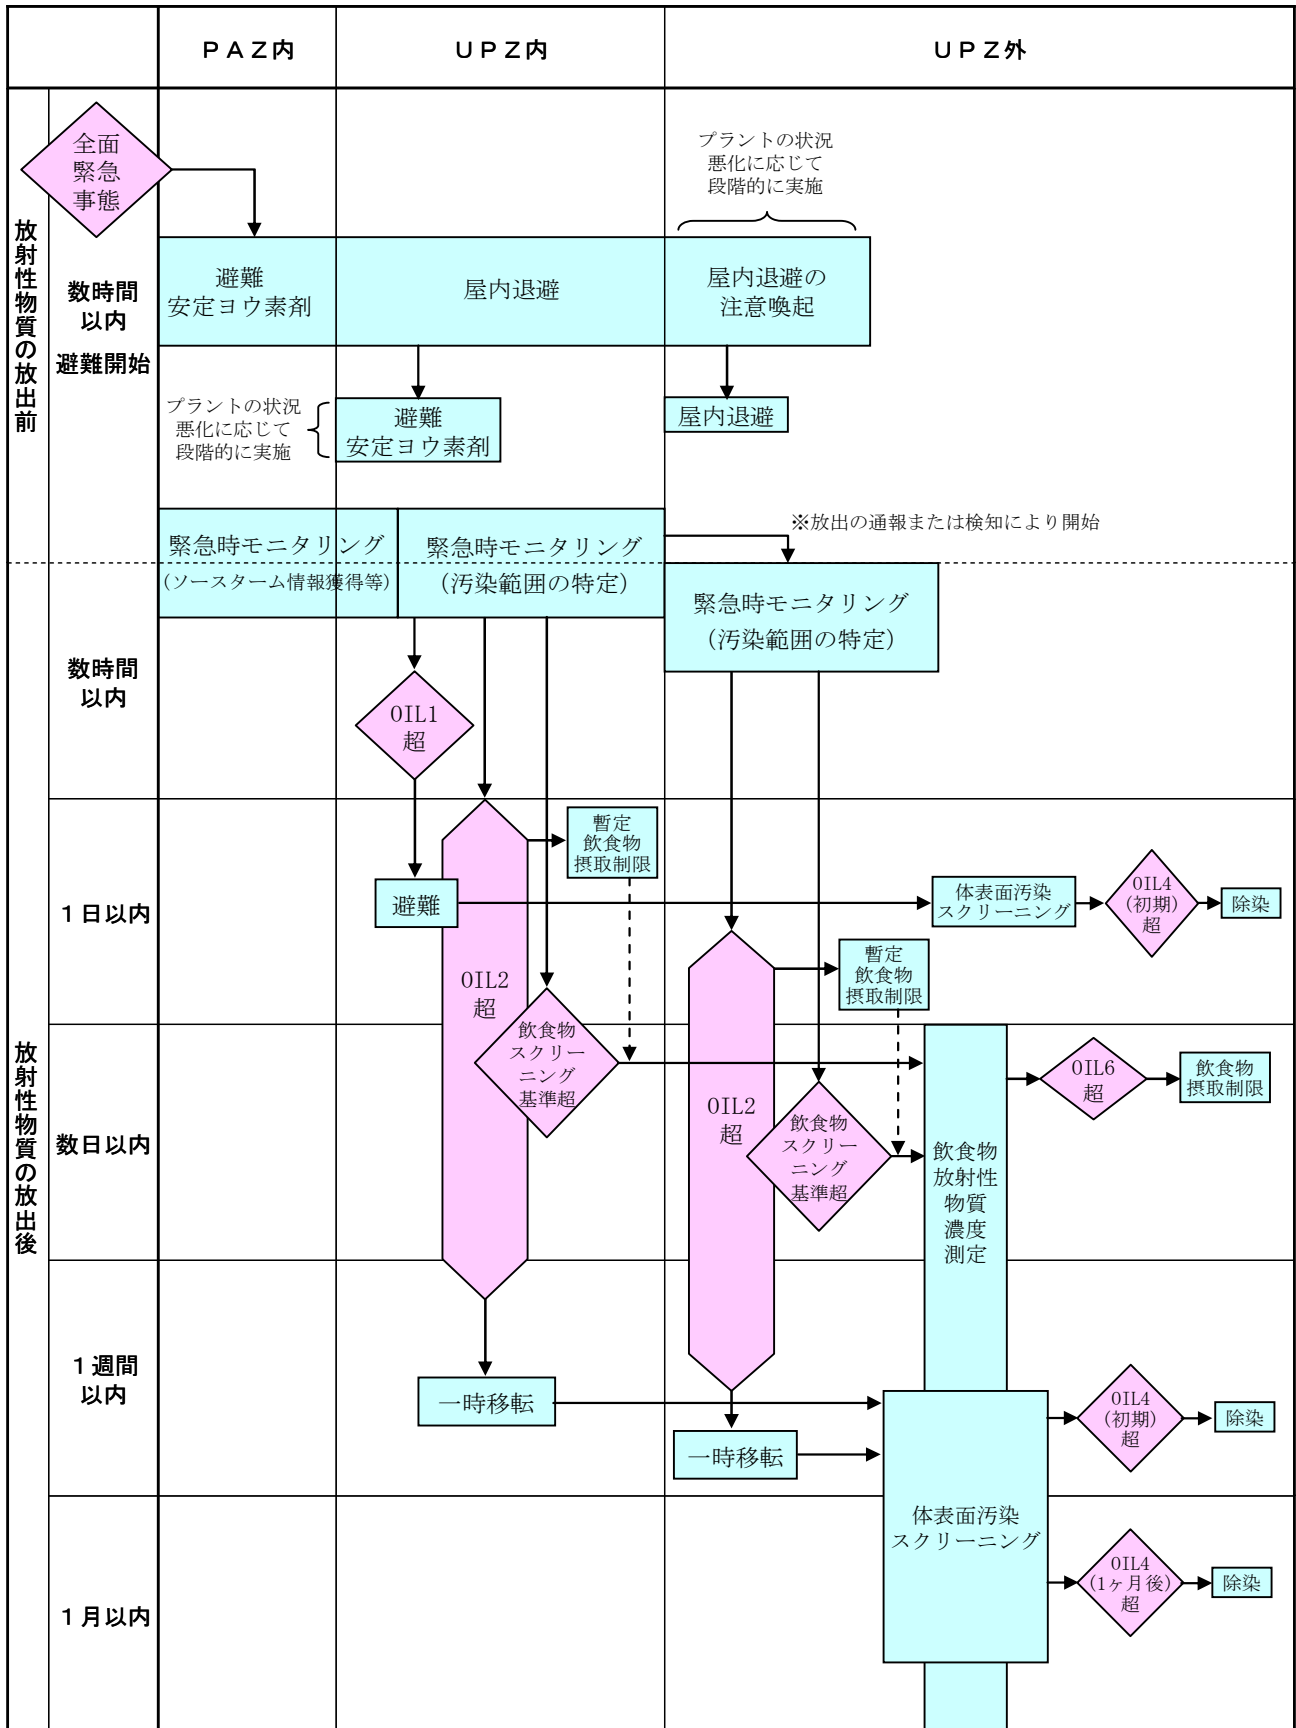 ＰＡＺ内
ＵＰＺ内
ＵＰＺ外
放射性物質の放出前
全面
緊急
事態
プラントの状況
悪化に応じて
段階的に実施
数時間
以内
避難開始
避難
安定ヨウ素剤
屋内退避
屋内退避の
注意喚起
プラントの状況
悪化に応じて
段階的に実施
避難
安定ヨウ素剤
屋内退避
緊急時モニタリング
(ソースターム情報獲得等)
緊急時モニタリング
(汚染範囲の特定)
※放出の通報または検知により開始
緊急時モニタリング
(汚染範囲の特定)
放射性物質の放出後
数時間
以内
OIL1
超
１日以内
暫定
飲食物
摂取制限
避難
体表面汚染
スクリーニング
OIL4
(初期)
超
除染
OIL2
超
暫定
飲食物
摂取制限
数日以内
飲食物
スクリー
ニング
基準超
OIL2
超
飲食物
スクリー
ニング
基準超
飲食物
放射性
物質
濃度
測定
OIL6
超
飲食物
摂取制限
１週間
以内
一時移転
一時移転
OIL4
(初期)
超
除染
体表面汚染
スクリーニング
１月以内
OIL4
(1ヶ月後)
超
除染